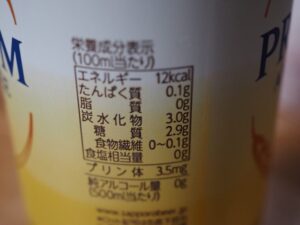 栄養成分表示
(100ml当たり)
エネルギー 12kcal
たんぱく質 0.1g
脂質 0g
炭水化物 3.0g
糖質 2.9g
食物繊維 0~0.1g
食塩相当量 0g
プリン体 3.5mg
純アルコール量 0g
(500ml当たり)
www.sapporobeer.jp
M
PR